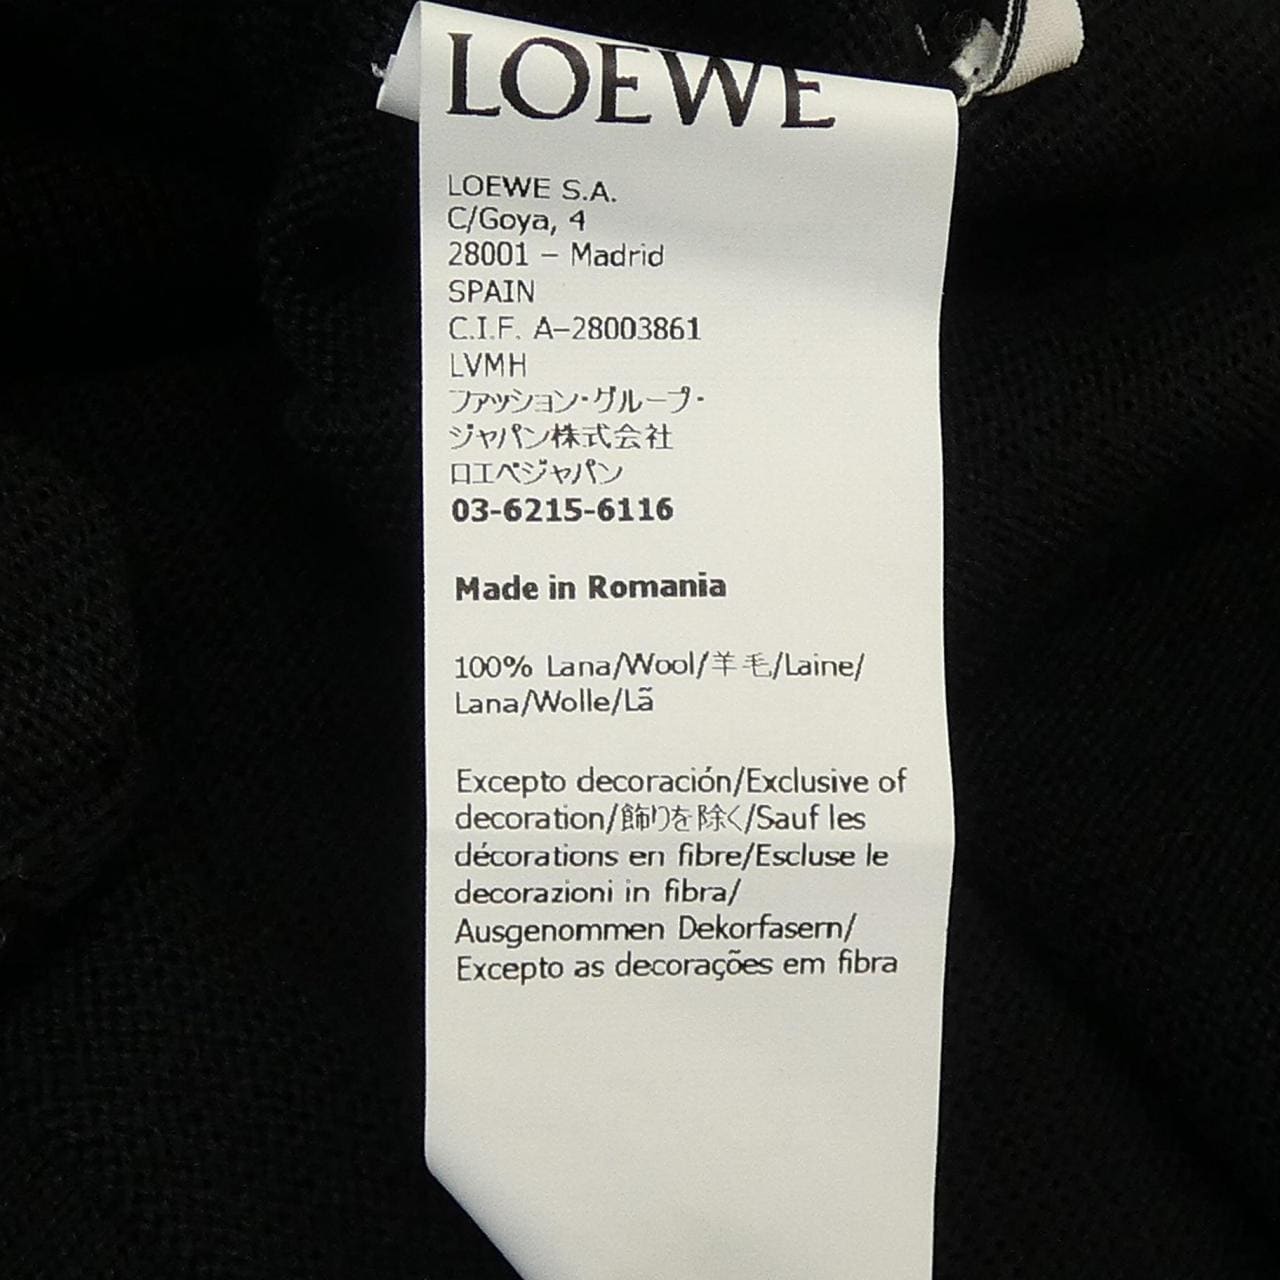 LOEWE
LOEWE S.A.
C/Goya, 4
28001 – Madrid
SPAIN
C.I.F. A–28003861
LVMH
ファッション・グループ・
ジャパン株式会社
ロエベジャパン
03-6215-6116
Made in Romania
100% Lana/Wool/羊毛/Laine/
Lana/Wolle/Lã
Excepto decoración/Exclusive of
decoration/飾りを除く/Sauf les
décorations en fibre/Escluse le
decorazioni in fibra/
Ausgenommen Dekorfasern/
Excepto as decorações em fibra